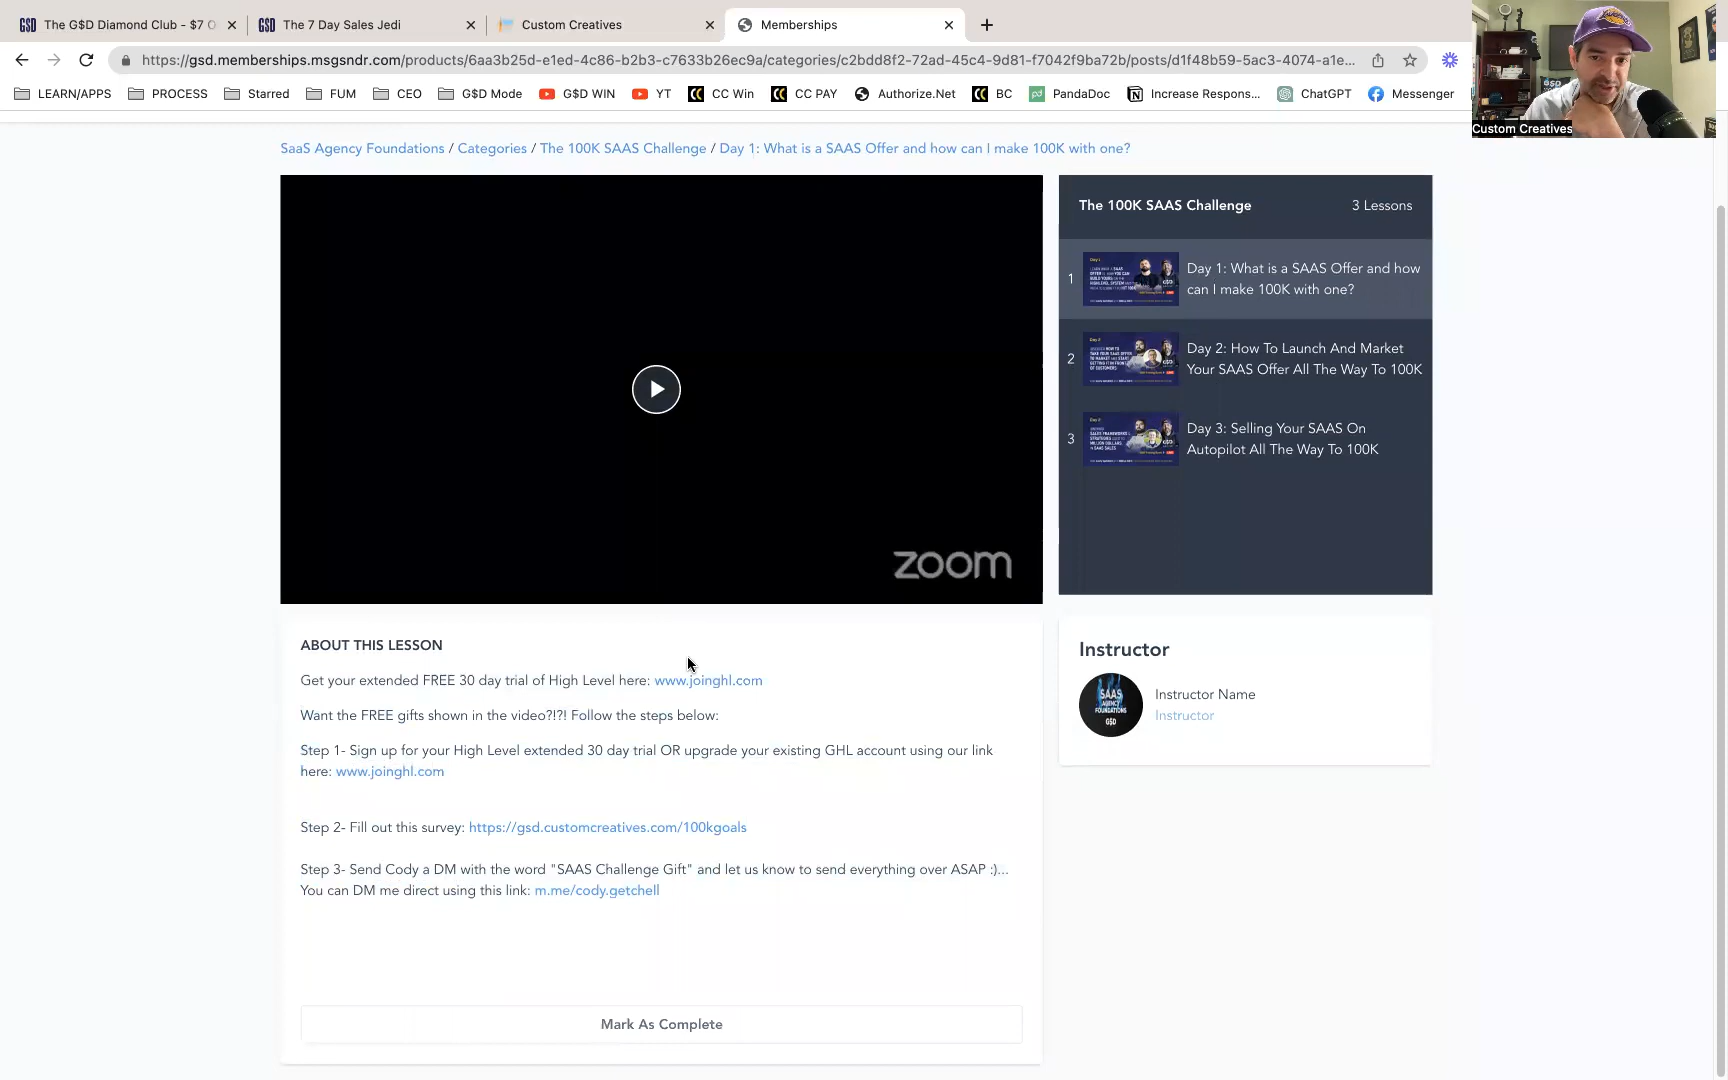 The G$D Diamond Club - $7 O
The 7 Day Sales Jedi
Custom Creatives
Memberships
https://gsd.memberships.msgsndr.com/products/6aa3b25d-e1ed-4c86-b2b3-c7633b26ec9a/categories/c2bdd8f2-72ad-45c4-9d81-f7042f9ba72b/posts/d1f48b59-5ac3-4074-a1e...
LEARN/APPS
PROCESS
Starred
FUM
CEO
G$D Mode
G$D WIN
YT
CC Win
CC PAY
Authorize.Net
BC
PandaDoc
Increase Respons...
ChatGPT
Messenger
Custom Creatives
SaaS Agency Foundations / Categories / The 100K SAAS Challenge / Day 1: What is a SAAS Offer and how can I make 100K with one?
zoom
The 100K SAAS Challenge
3 Lessons
1
Day 1: What is a SAAS Offer and how
can I make 100K with one?
2
Day 2: How To Launch And Market
Your SAAS Offer All The Way To 100K
3
Day 3: Selling Your SAAS On
Autopilot All The Way To 100K
ABOUT THIS LESSON
Get your extended FREE 30 day trial of High Level here: www.joinghl.com
Want the FREE gifts shown in the video?!?! Follow the steps below:
Step 1- Sign up for your High Level extended 30 day trial OR upgrade your existing GHL account using our link
here: www.joinghl.com
Step 2- Fill out this survey: https://gsd.customcreatives.com/100kgoals
Step 3- Send Cody a DM with the word "SAAS Challenge Gift" and let us know to send everything over ASAP :)...
You can DM me direct using this link: m.me/cody.getchell
Mark As Complete
Instructor
SAAS
AGENCY
FOUNDATIONS
G$D
Instructor Name
Instructor